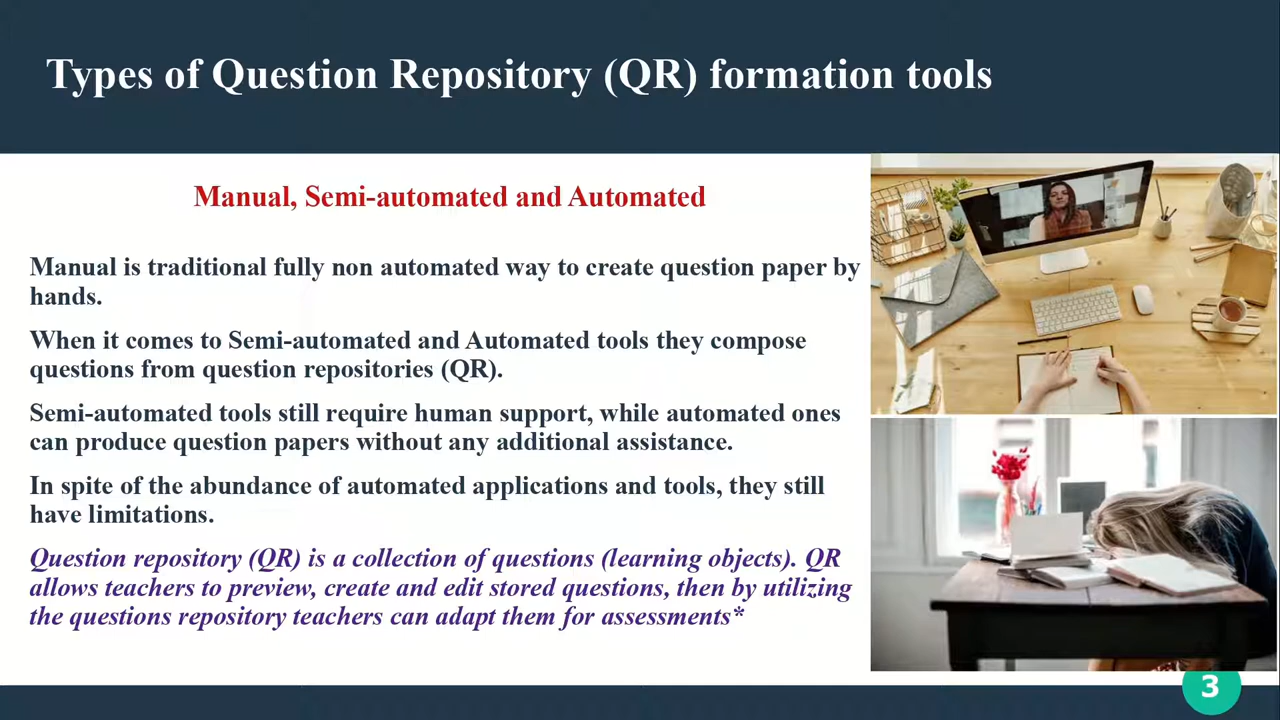 Types of Question Repository (QR) formation tools
Manual, Semi-automated and Automated
Manual is traditional fully non automated way to create question paper by
hands.
When it comes to Semi-automated and Automated tools they compose
questions from question repositories (QR).
Semi-automated tools still require human support, while automated ones
can produce question papers without any additional assistance.
In spite of the abundance of automated applications and tools, they still
have limitations.
Question repository (QR) is a collection of questions (learning objects). QR
allows teachers to preview, create and edit stored questions, then by utilizing
the questions repository teachers can adapt them for assessments*
3